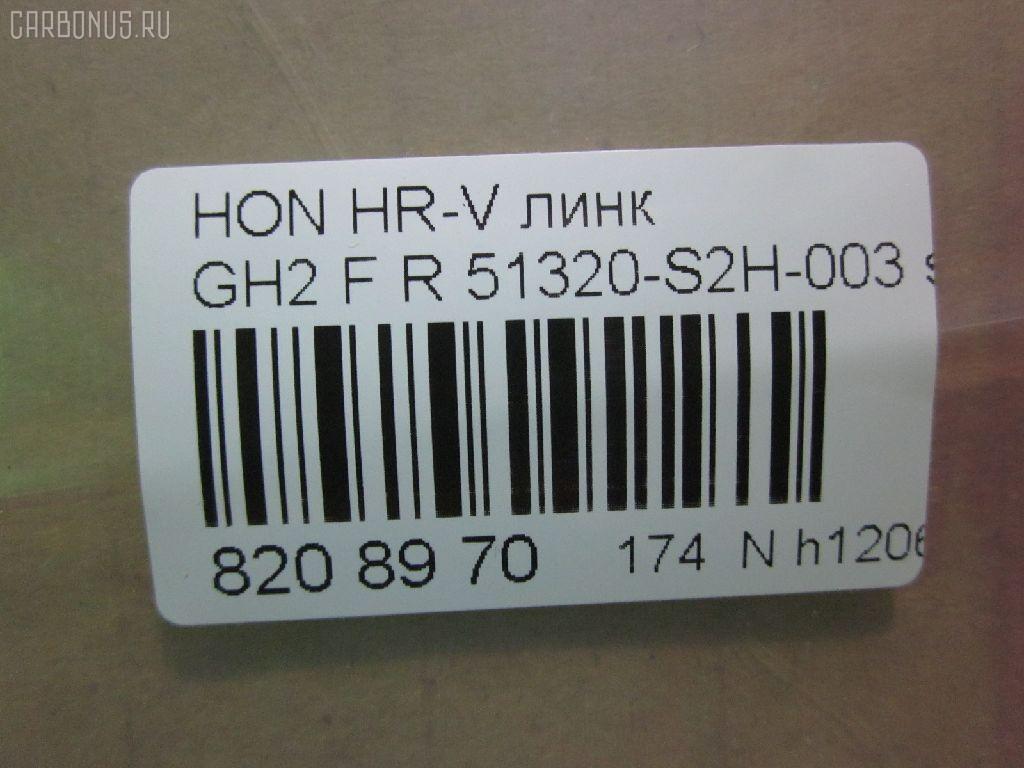 CARBONUS.RU
HON HR-V линк
GH2 F R 51320-S2H-003
820 89 70 174 N h1206